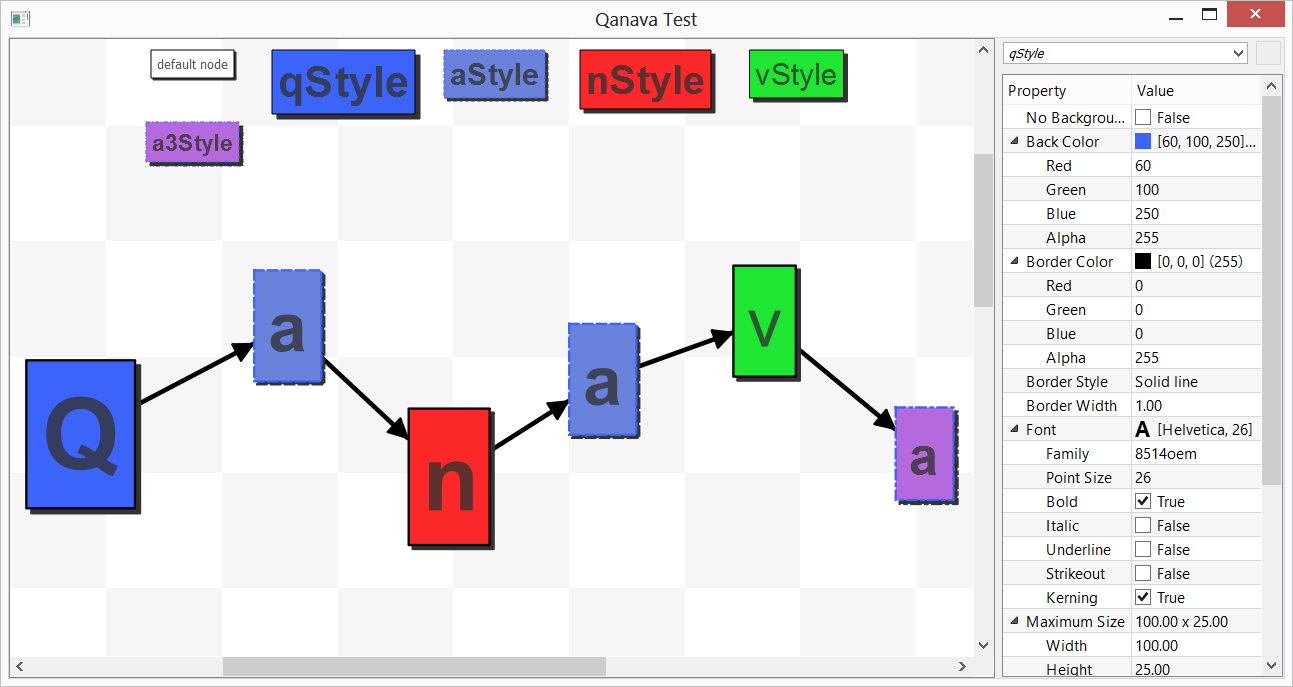 Qanava Test
default node
qStyle
aStyle
nStyle
vStyle
a3Style
Q
a
n
a
V
a
qStyle
Property Value
No Backgrou... False
Back Color [60, 100, 250]...
Red 60
Green 100
Blue 250
Alpha 255
Border Color [0, 0, 0] (255)
Red 0
Green 0
Blue 0
Alpha 255
Border Style Solid line
Border Width 1.00
Font A [Helvetica, 26]
Family 8514oem
Point Size 26
Bold True
Italic False
Underline False
Strikeout False
Kerning True
Maximum Size 100.00 x 25.00
Width 100.00
Height 25.00